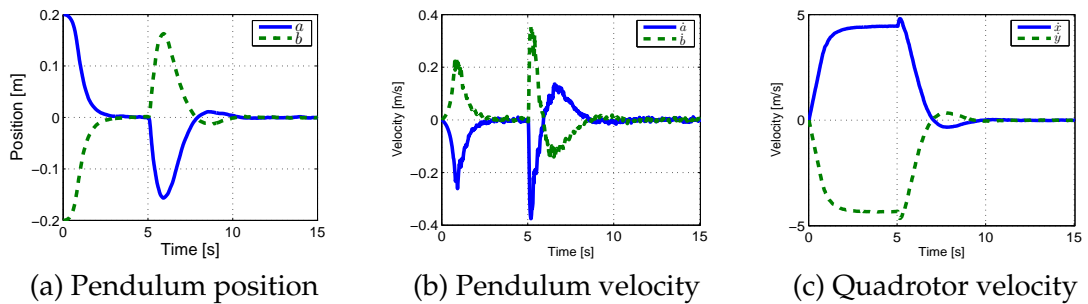 0.2
0.1
0
−0.1
−0.2
0
5
10
15
Position [m]
Time [s]
a
b
0.4
0.2
0
−0.2
−0.4
0
5
10
15
Velocity [m/s]
Time [s]
ȧ
ḃ
5
0
−5
0
5
10
15
Velocity [m/s]
Time [s]
ẋ
ẏ
(a) Pendulum position
(b) Pendulum velocity
(c) Quadrotor velocity